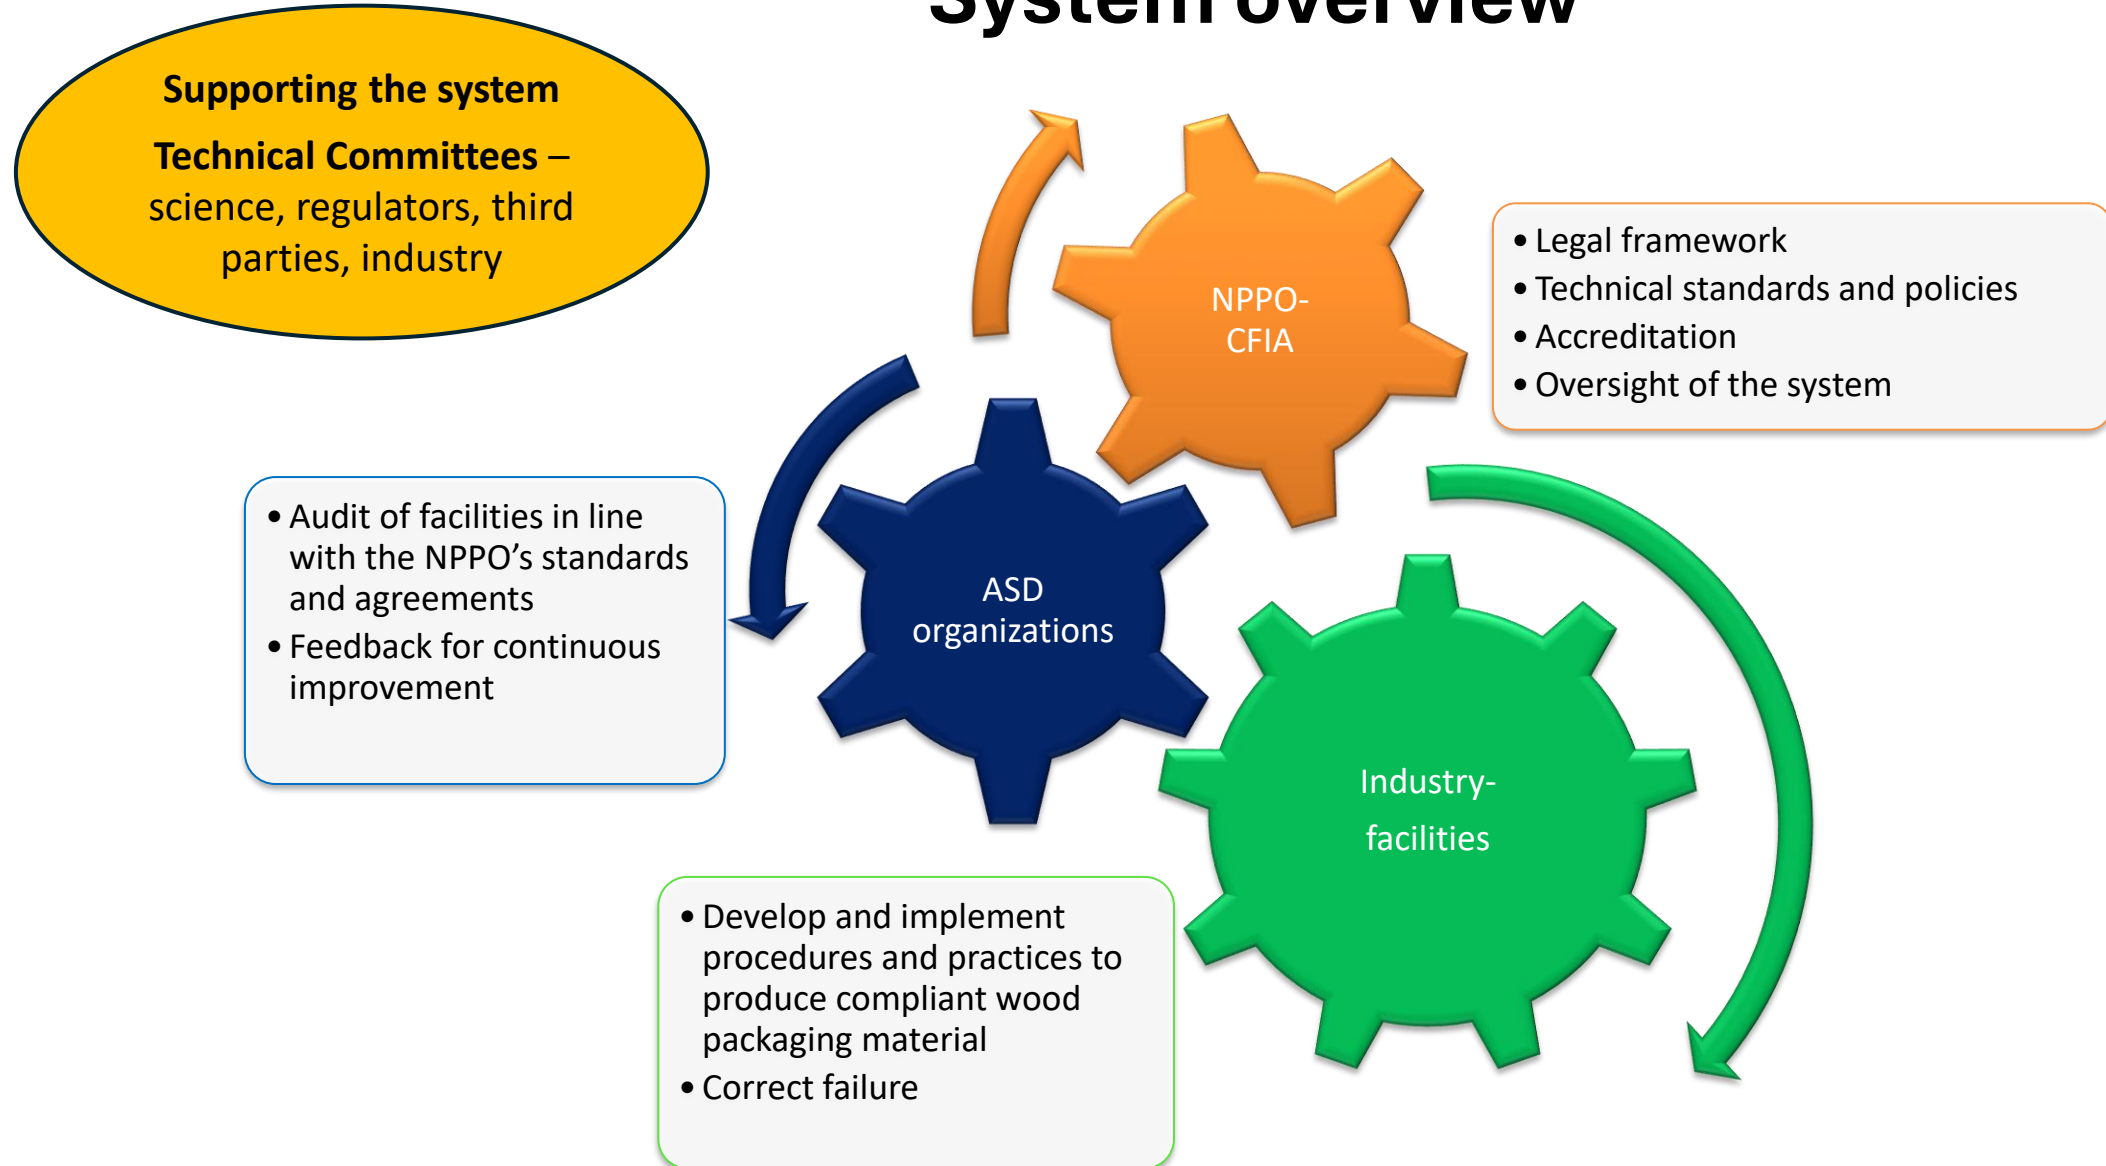 System overview
Supporting the system
Technical Committees –
science, regulators, third
parties, industry
NPPO-
CFIA
• Legal framework
• Technical standards and policies
• Accreditation
• Oversight of the system
• Audit of facilities in line
with the NPPO’s standards
and agreements
• Feedback for continuous
improvement
ASD
organizations
Industry-
facilities
• Develop and implement
procedures and practices to
produce compliant wood
packaging material
• Correct failure